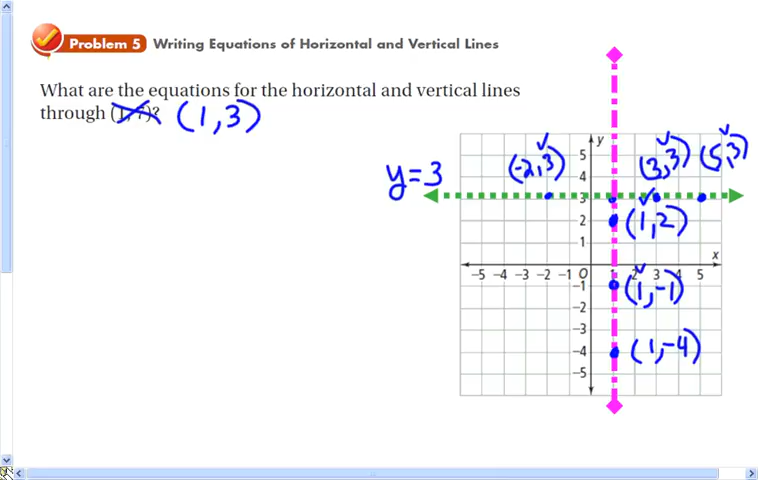 Problem 5 Writing Equations of Horizontal and Vertical Lines
What are the equations for the horizontal and vertical lines
through (1, 7)? (1,3)
y=3
(-2,3) (3,3) (5,3)
(1,2)
(1,-1)
(1,-4)
y
5
4
3
2
1
x
-5 -4 -3 -2 -1 O 1 2 3 4 5
-1
-2
-3
-4
-5